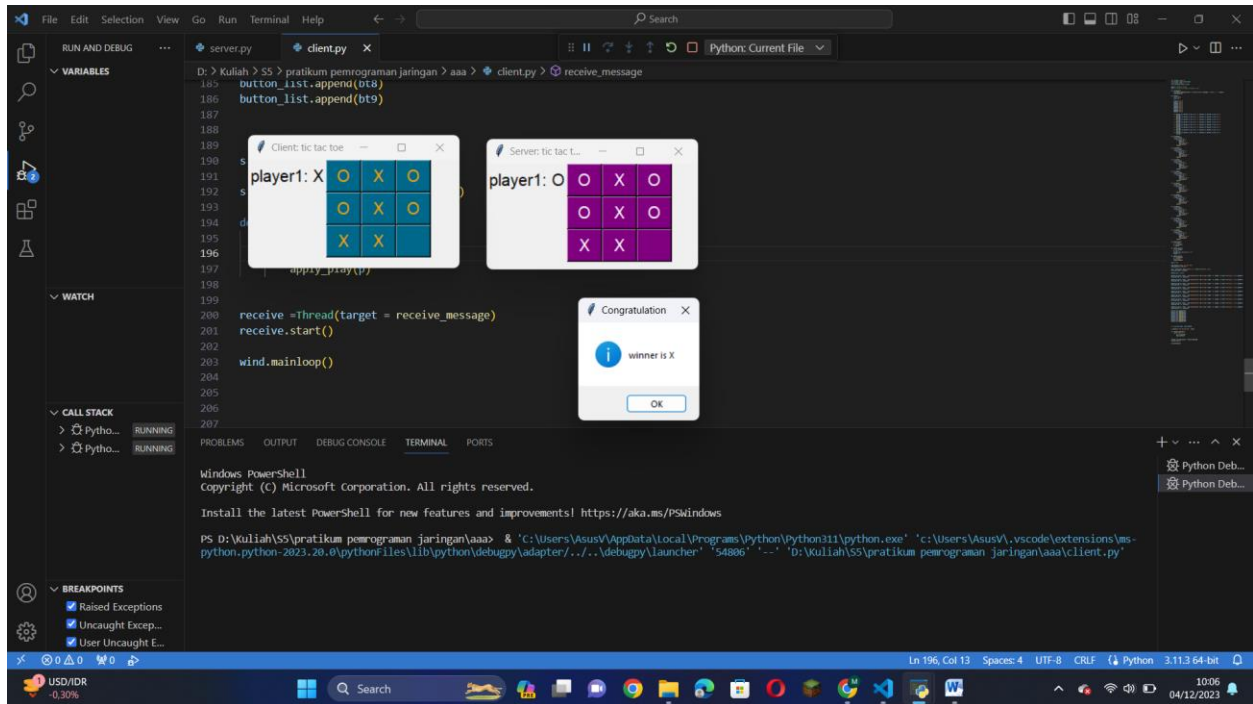 File Edit Selection View Go Run Terminal Help
Search
RUN AND DEBUG
server.py
client.py
Python: Current File
VARIABLES
D: > Kuliah > S5 > pratikum pemrograman jaringan > aaa > client.py > receive_message
185 button_list.append(bt8)
186 button_list.append(bt9)
187
188
189
190 s
191
192 s )
193
194 de
195
196
197 apply_play(p)
198
199
200 receive =Thread(target = receive_message)
201 receive.start()
202
203 wind.mainloop()
204
205
206
207
Client: tic tac toe
player1: X
O X O
O X O
X X
Server: tic tac t...
player1: O
O X O
O X O
X X
Congratulation
winner is X
OK
WATCH
CALL STACK
Pytho... RUNNING
Pytho... RUNNING
BREAKPOINTS
Raised Exceptions
Uncaught Excep...
User Uncaught E...
PROBLEMS OUTPUT DEBUG CONSOLE TERMINAL PORTS
Windows PowerShell
Copyright (C) Microsoft Corporation. All rights reserved.
Install the latest PowerShell for new features and improvements! https://aka.ms/PSWindows
PS D:\Kuliah\S5\pratikum pemrograman jaringan\aaa> & 'C:\Users\AsusV\AppData\Local\Programs\Python\Python311\python.exe' 'c:\Users\AsusV\.vscode\extensions\ms-
python.python-2023.20.0\pythonFiles\lib\python\debugpy\adapter/../..\debugpy\launcher' '54806' '--' 'D:\Kuliah\S5\pratikum pemrograman jaringan\aaa\client.py'
Python Deb...
Python Deb...
0 0 0
Ln 196, Col 13 Spaces: 4 UTF-8 CRLF Python 3.11.3 64-bit
1
USD/IDR
-0,30%
Search
10:06
04/12/2023